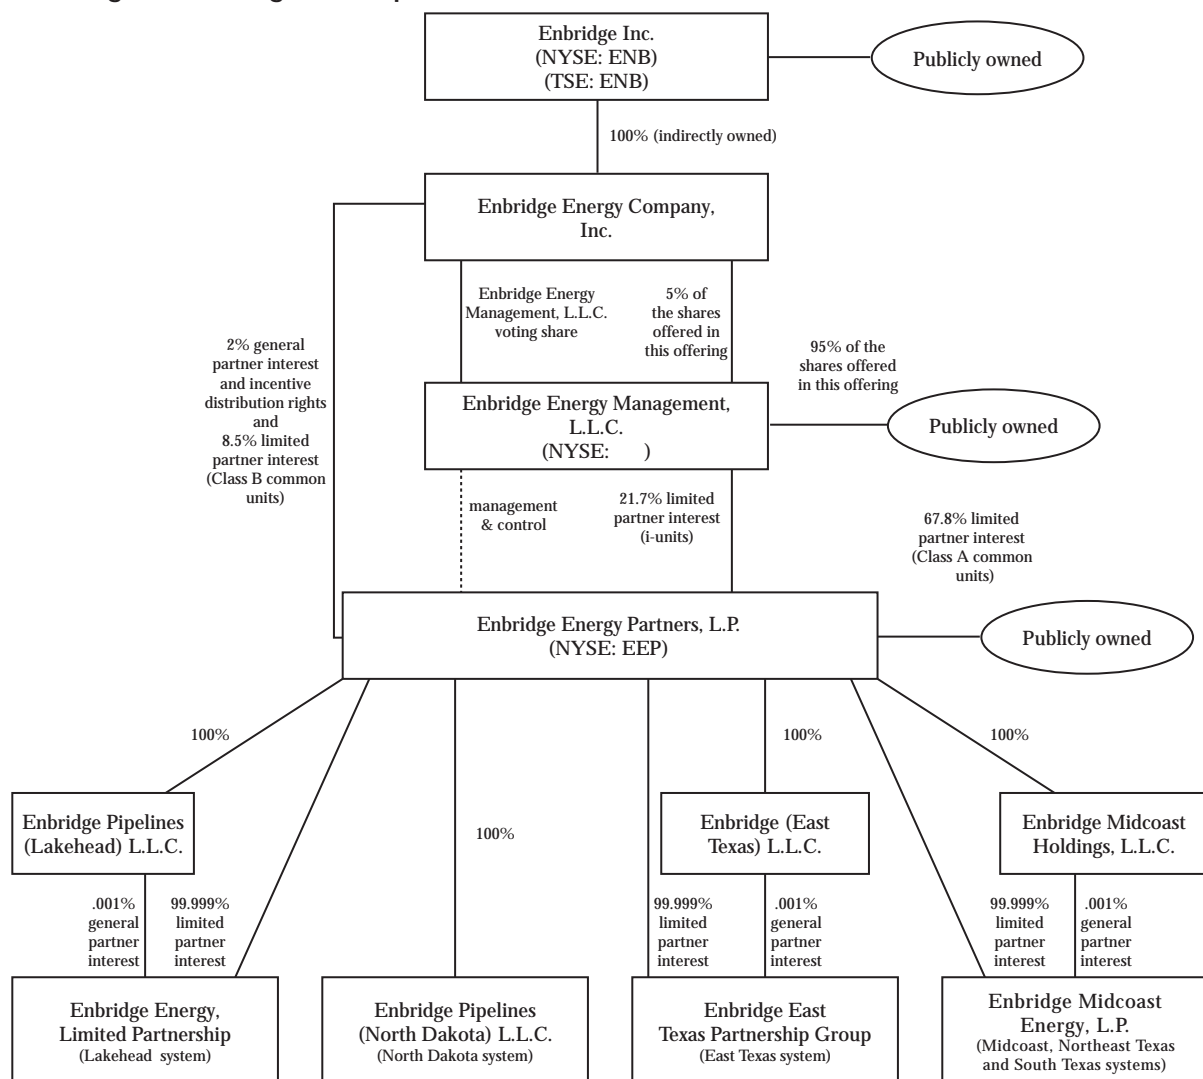 Enbridge Inc.
(NYSE: ENB)
(TSE: ENB)
Publicly owned
100% (indirectly owned)
Enbridge Energy Company,
Inc.
Enbridge Energy
Management, L.L.C.
voting share
5% of
the shares
offered in
this offering
2% general
partner interest
and incentive
distribution rights
and
8.5% limited
partner interest
(Class B common
units)
95% of the
shares offered
in this offering
Enbridge Energy Management,
L.L.C.
(NYSE:      )
Publicly owned
management
& control
21.7% limited
partner interest
(i-units)
67.8% limited
partner interest
(Class A common
units)
Enbridge Energy Partners, L.P.
(NYSE: EEP)
Publicly owned
100%
100%
100%
100%
Enbridge Pipelines
(Lakehead) L.L.C.
Enbridge (East
Texas) L.L.C.
Enbridge Midcoast
Holdings, L.L.C.
.001%
general
partner
interest
99.999%
limited
partner
interest
99.999%
limited
partner
interest
.001%
general
partner
interest
99.999%
limited
partner
interest
.001%
general
partner
interest
Enbridge Energy,
Limited Partnership
(Lakehead system)
Enbridge Pipelines
(North Dakota) L.L.C.
(North Dakota system)
Enbridge East
Texas Partnership Group
(East Texas system)
Enbridge Midcoast
Energy, L.P.
(Midcoast, Northeast Texas
and South Texas systems)